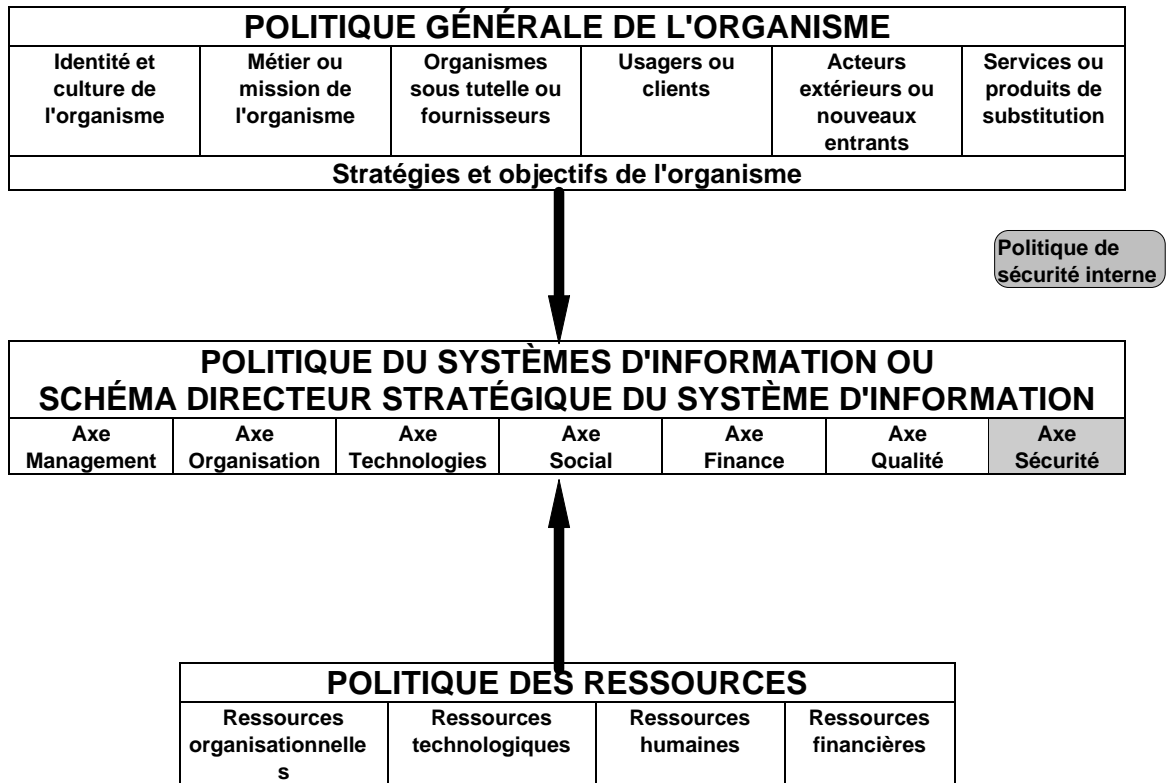 POLITIQUE GÉNÉRALE DE L'ORGANISME
Identité et
culture de
l'organisme
Métier ou
mission de
l'organisme
Organismes
sous tutelle ou
fournisseurs
Usagers ou
clients
Acteurs
extérieurs ou
nouveaux
entrants
Services ou
produits de
substitution
Stratégies et objectifs de l'organisme
Politique de
sécurité interne
POLITIQUE DU SYSTÈMES D'INFORMATION OU
SCHÉMA DIRECTEUR STRATÉGIQUE DU SYSTÈME D'INFORMATION
Axe
Management
Axe
Organisation
Axe
Technologies
Axe
Social
Axe
Finance
Axe
Qualité
Axe
Sécurité
POLITIQUE DES RESSOURCES
Ressources
organisationnelle
s
Ressources
technologiques
Ressources
humaines
Ressources
financières